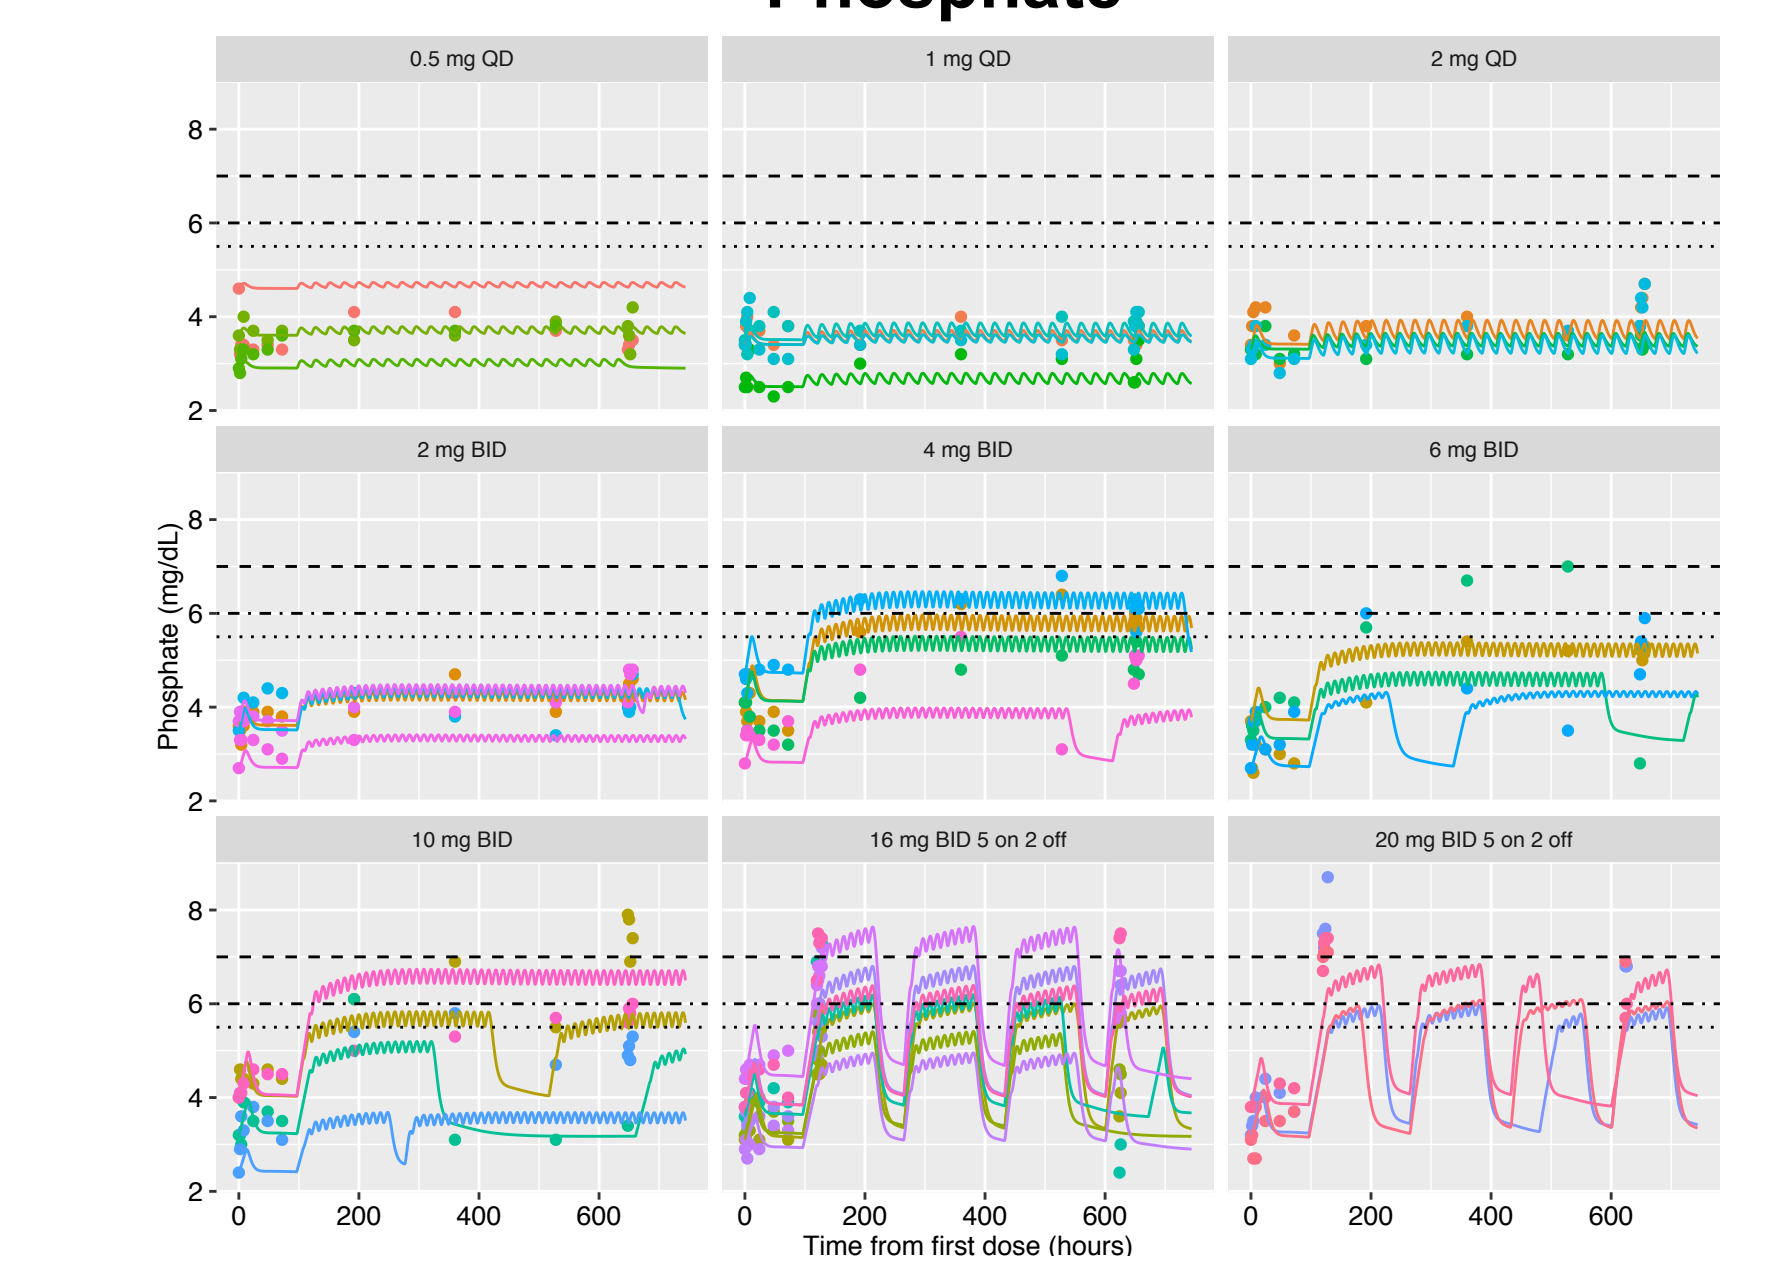 Phosphate
0.5 mg QD
1 mg QD
2 mg QD
8
6
4
2
2 mg BID
4 mg BID
6 mg BID
Phosphate (mg/dL)
8
6
4
2
10 mg BID
16 mg BID 5 on 2 off
20 mg BID 5 on 2 off
8
6
4
2
0 200 400 600
0 200 400 600
0 200 400 600
Time from first dose (hours)